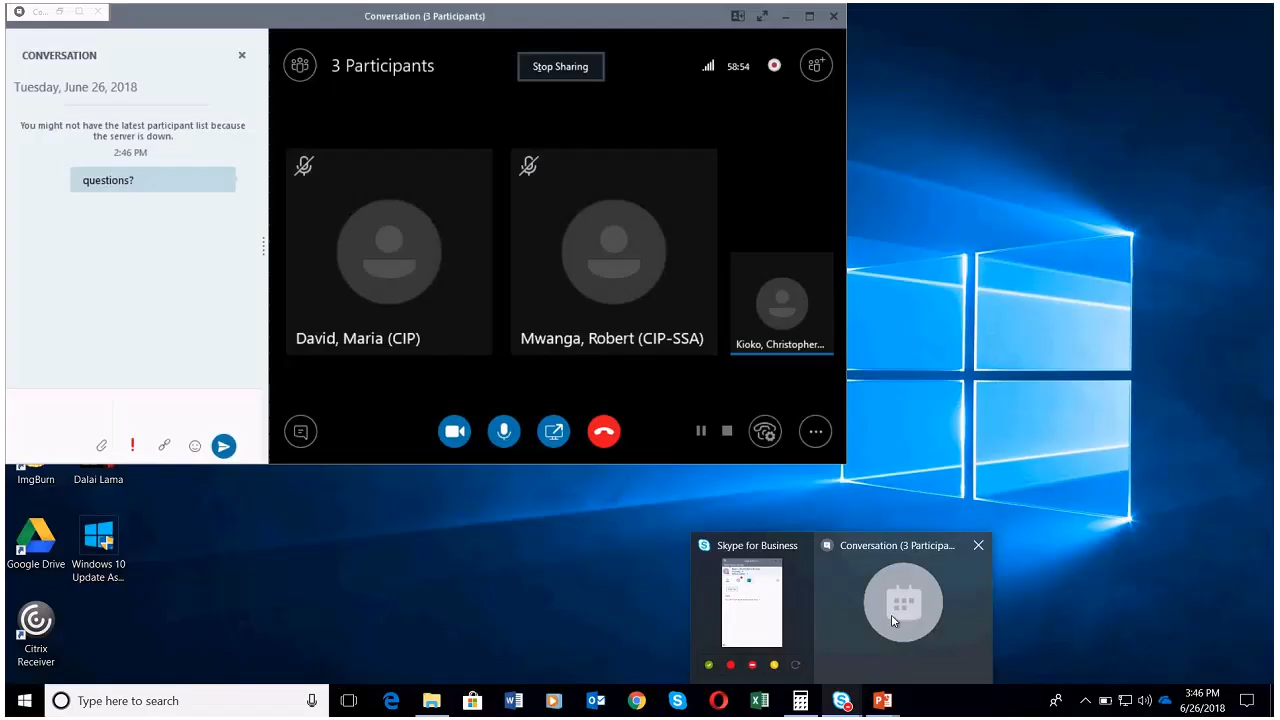 Co...
Conversation (3 Participants)
CONVERSATION
Tuesday, June 26, 2018
You might not have the latest participant list because
the server is down.
2:46 PM
questions?
3 Participants
Stop Sharing
58:54
David, Maria (CIP)
Mwanga, Robert (CIP-SSA)
Kioko, Christopher...
ImgBurn
Dalai Lama
Google Drive
Windows 10
Update As...
Citrix
Receiver
Skype for Business
Conversation (3 Participa...
Type here to search
3:46 PM
6/26/2018